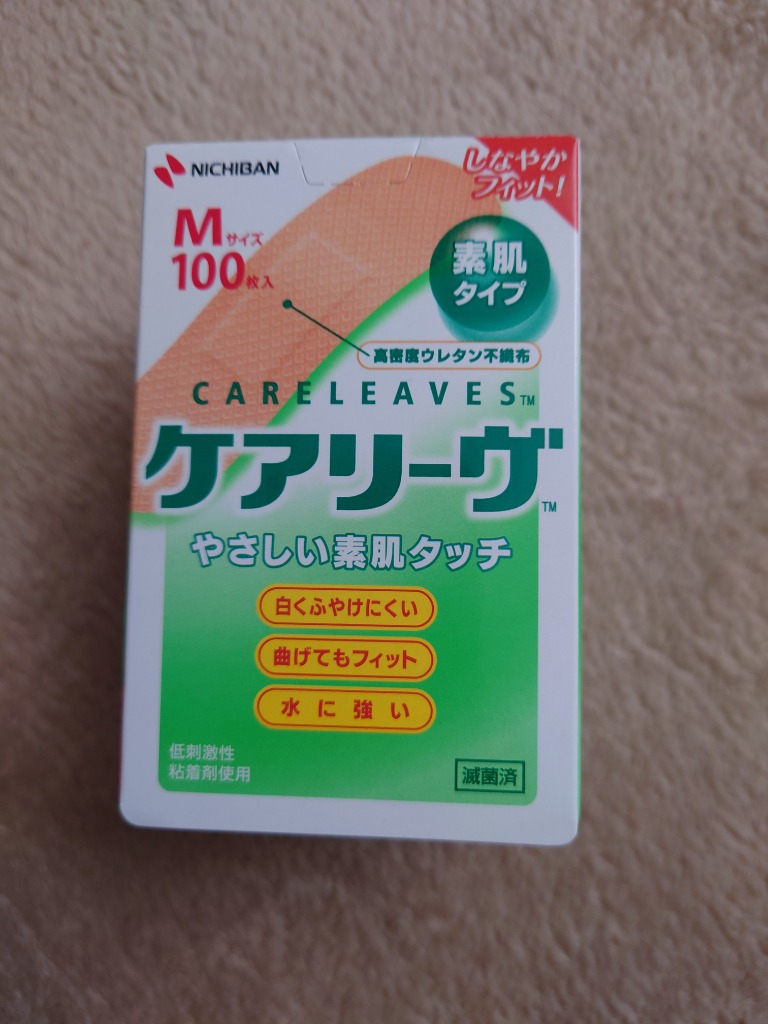 NICHIBAN
しなやか
フィット!
Mサイズ
100枚入
素肌
タイプ
高密度ウレタン不織布
CARELEAVES™
ケアリーヴ™
やさしい素肌タッチ
白くふやけにくい
曲げてもフィット
水に強い
低刺激性
粘着剤使用
滅菌済